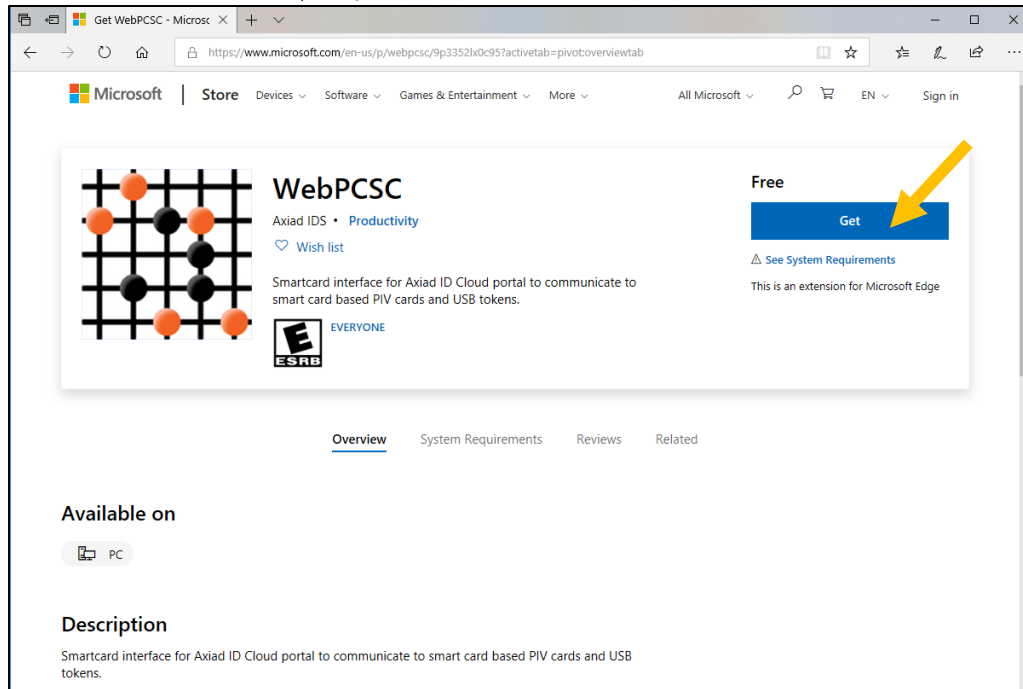 Get WebPCSC - Microsc
https://www.microsoft.com/en-us/p/webpcsc/9p3352lx0c95?activetab=pivot:overviewtab
Microsoft Store Devices Software Games & Entertainment More All Microsoft EN Sign in
WebPCSC
Axiad IDS • Productivity
Wish list
Smartcard interface for Axiad ID Cloud portal to communicate to
smart card based PIV cards and USB tokens.
E
EVERYONE
ESRB
Free
Get
See System Requirements
This is an extension for Microsoft Edge
Overview System Requirements Reviews Related
Available on
PC
Description
Smartcard interface for Axiad ID Cloud portal to communicate to smart card based PIV cards and USB
tokens.